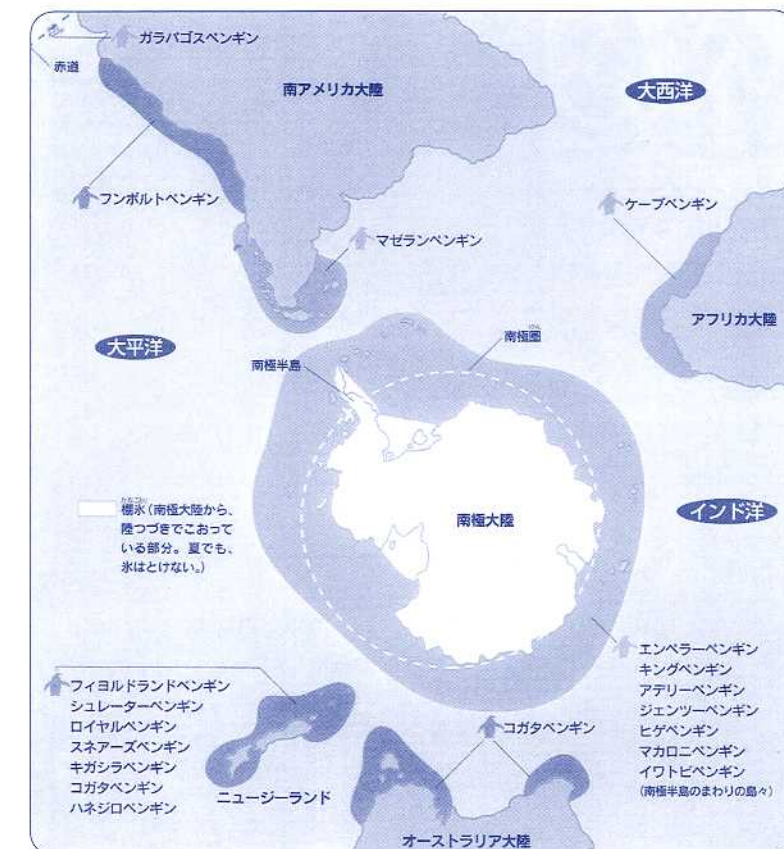 ガラパゴスペンギン
赤道
南アメリカ大陸
大西洋
フンボルトペンギン
ケープペンギン
マゼランペンギン
アフリカ大陸
大平洋
南極圏
けん
南極半島
たなごおり
棚氷(南極大陸から、
陸つづきでこおって
いる部分。夏でも、
氷はとけない。)
南極大陸
インド洋
エンペラーペンギン
キングペンギン
アデリーペンギン
ジェンツーペンギン
ヒゲペンギン
マカロニペンギン
イワトビペンギン
(南極半島のまわりの島々)
フィヨルドランドペンギン
シュレーターペンギン
ロイヤルペンギン
スネアーズペンギン
キガシラペンギン
コガタペンギン
ハネジロペンギン
ニュージーランド
コガタペンギン
オーストラリア大陸